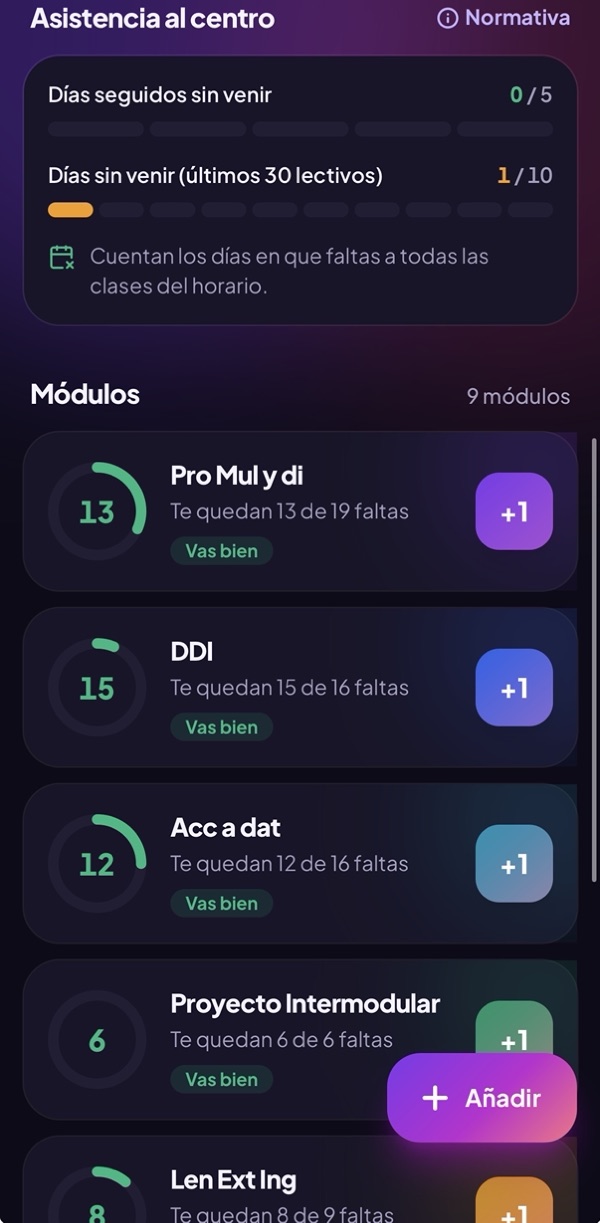 Asistencia al centro
Normativa
Días seguidos sin venir
0 / 5
Días sin venir (últimos 30 lectivos)
1 / 10
Cuentan los días en que faltas a todas las
clases del horario.
Módulos
9 módulos
13
Pro Mul y di
Te quedan 13 de 19 faltas
Vas bien
+1
15
DDI
Te quedan 15 de 16 faltas
Vas bien
+1
12
Acc a dat
Te quedan 12 de 16 faltas
Vas bien
+1
6
Proyecto Intermodular
Te quedan 6 de 6 faltas
Vas bien
+1
+ Añadir
8
Len Ext Ing
Te quedan 8 de 9 faltas
+1